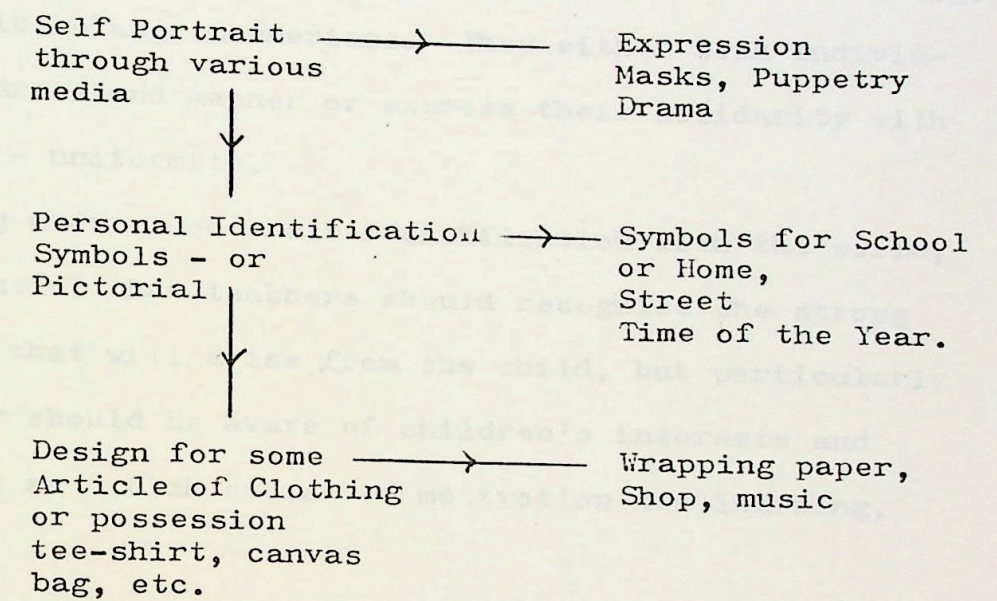 Self Portrait
through various
media
Expression
Masks, Puppetry
Drama
Personal Identification
Symbols - or
Pictorial
Symbols for School
or Home,
Street
Time of the Year.
Design for some
Article of Clothing
or possession
tee-shirt, canvas
bag, etc.
Wrapping paper,
Shop, music